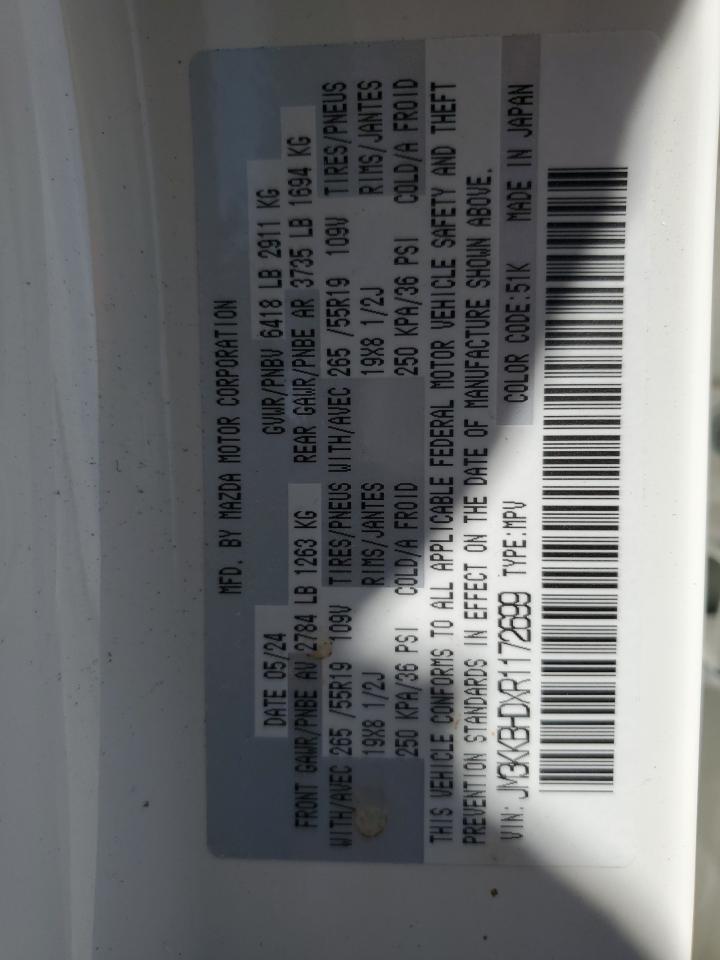 MFD. BY MAZDA MOTOR CORPORATION
DATE 05/24 GVWR/PNBV 6418 LB 2911 KG
FRONT GAWR/PNBE AV 2784 LB 1263 KG REAR GAWR/PNBE AR 3735 LB 1694 KG
WITH/AVEC 265 /55R19 109V TIRES/PNEUS WITH/AVEC 265 /55R19 109V TIRES/PNEUS
19X8 1/2J RIMS/JANTES 19X8 1/2J RIMS/JANTES
250 KPA/36 PSI COLD/A FROID 250 KPA/36 PSI COLD/A FROID
THIS VEHICLE CONFORMS TO ALL APPLICABLE FEDERAL MOTOR VEHICLE SAFETY AND THEFT
PREVENTION STANDARDS IN EFFECT ON THE DATE OF MANUFACTURE SHOWN ABOVE.
VIN: JM3KKBHDXR1172699 TYPE:MPV COLOR CODE:51K MADE IN JAPAN